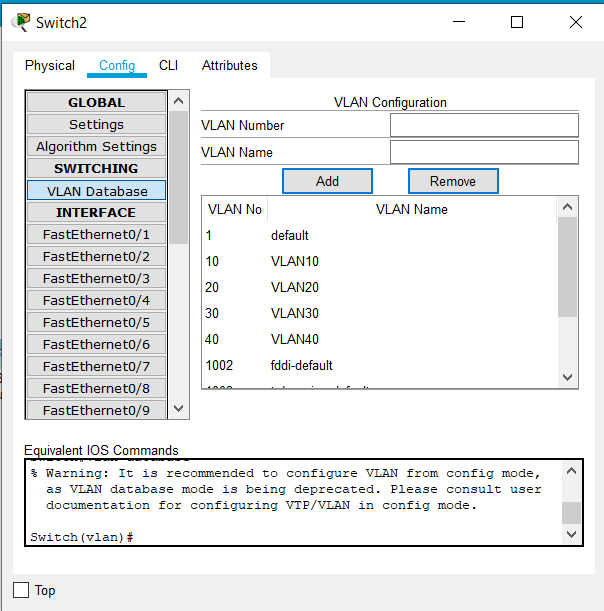 Switch2
Physical Config CLI Attributes
GLOBAL
Settings
Algorithm Settings
SWITCHING
VLAN Database
INTERFACE
FastEthernet0/1
FastEthernet0/2
FastEthernet0/3
FastEthernet0/4
FastEthernet0/5
FastEthernet0/6
FastEthernet0/7
FastEthernet0/8
FastEthernet0/9
VLAN Configuration
VLAN Number
VLAN Name
Add Remove
VLAN No VLAN Name
1 default
10 VLAN10
20 VLAN20
30 VLAN30
40 VLAN40
1002 fddi-default
Equivalent IOS Commands
% Warning: It is recommended to configure VLAN from config mode,
as VLAN database mode is being deprecated. Please consult user
documentation for configuring VTP/VLAN in config mode.
Switch(vlan)#
Top